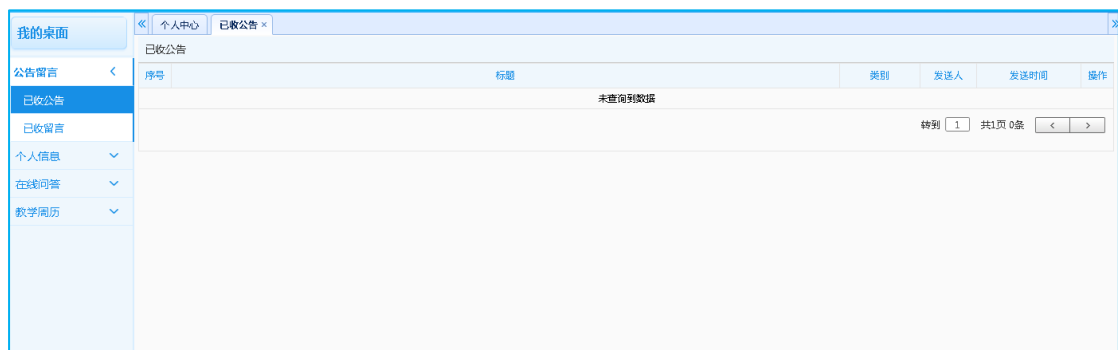 我的桌面
公告留言
已收公告
已收留言
个人信息
在线问答
教学周历
个人中心 已收公告 ×
已收公告
序号 标题 类别 发送人 发送时间 操作
未查询到数据
转到 1 共1页 0条 < >